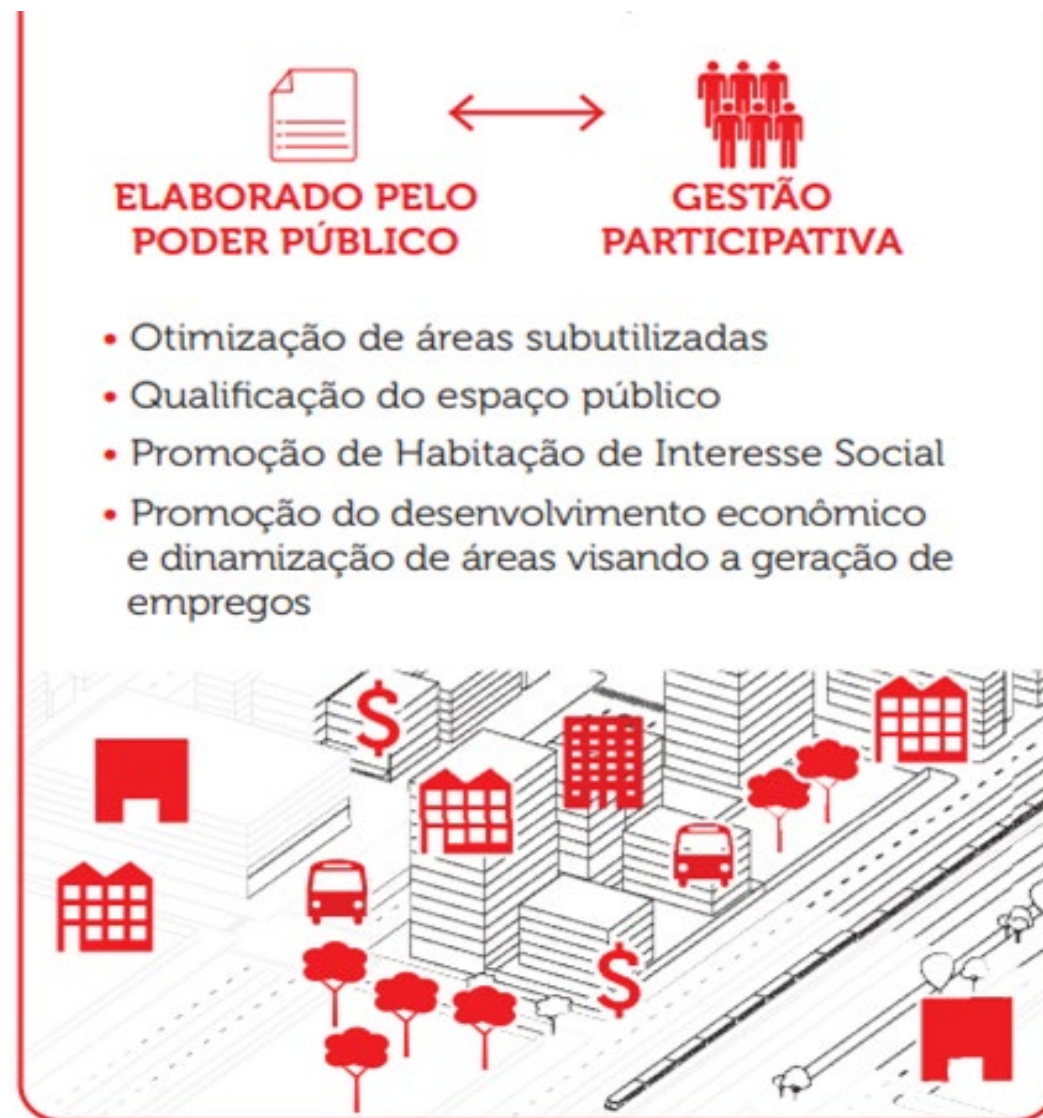 ELABORADO PELO
PODER PÚBLICO
GESTÃO
PARTICIPATIVA
• Otimização de áreas subutilizadas
• Qualificação do espaço público
• Promoção de Habitação de Interesse Social
• Promoção do desenvolvimento econômico
e dinamização de áreas visando a geração de
empregos
$
$